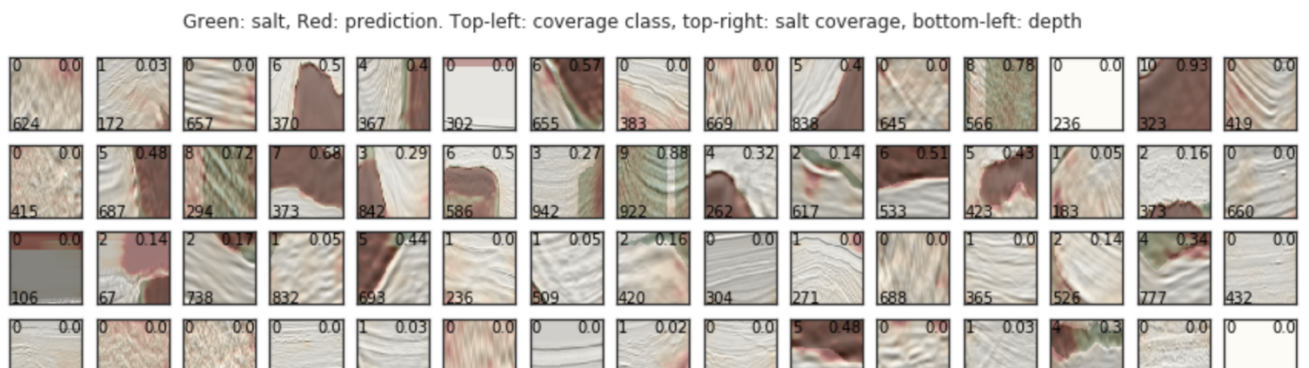 Green: salt, Red: prediction. Top-left: coverage class, top-right: salt coverage, bottom-left: depth
0 0.0 1 0.03 0 0.0 6 0.5 4 0.4 0 0.0 6 0.57 0 0.0 0 0.0 5 0.4 0 0.0 8 0.78 0 0.0 10 0.93 0 0.0
624 172 657 370 367 302 655 383 669 838 645 566 236 323 419
0 0.0 5 0.48 8 0.72 7 0.68 3 0.29 6 0.5 3 0.27 9 0.88 4 0.32 2 0.14 6 0.51 5 0.43 1 0.05 2 0.16 0 0.0
415 687 294 373 842 586 942 922 262 617 533 423 183 373 660
0 0.0 2 0.14 2 0.17 1 0.05 5 0.44 1 0.0 1 0.05 2 0.16 0 0.0 1 0.0 0 0.0 1 0.0 2 0.14 4 0.34 0 0.0
106 67 738 832 693 236 509 420 304 271 688 365 526 777 432
0 0.0 0 0.0 0 0.0 0 0.0 1 0.03 0 0.0 0 0.0 1 0.02 0 0.0 5 0.48 0 0.0 1 0.03 4 0.3 0 0.0 0 0.0